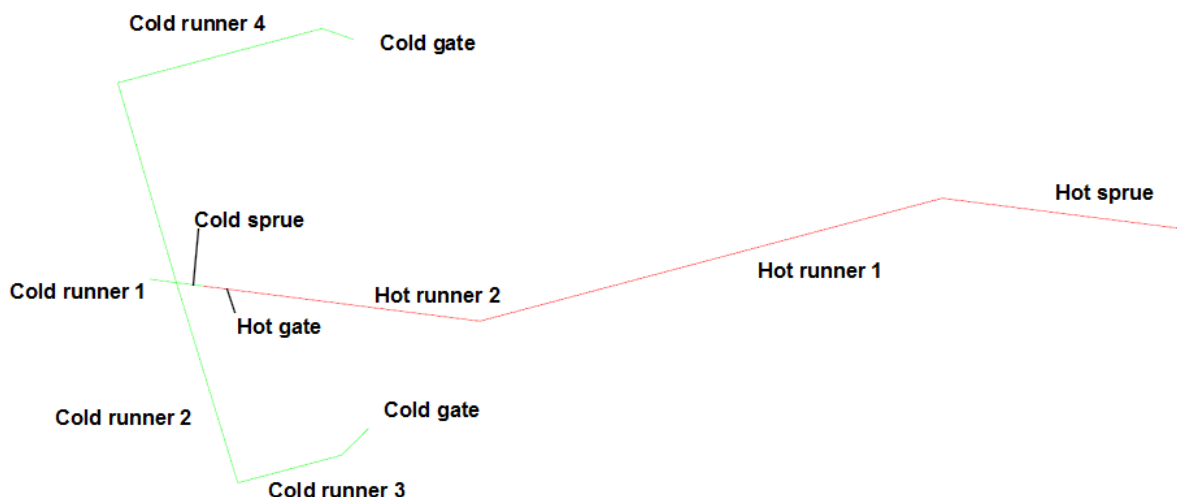 Cold runner 4
Cold gate
Hot sprue
Cold sprue
Hot runner 1
Cold runner 1
Hot runner 2
Hot gate
Cold gate
Cold runner 2
Cold runner 3